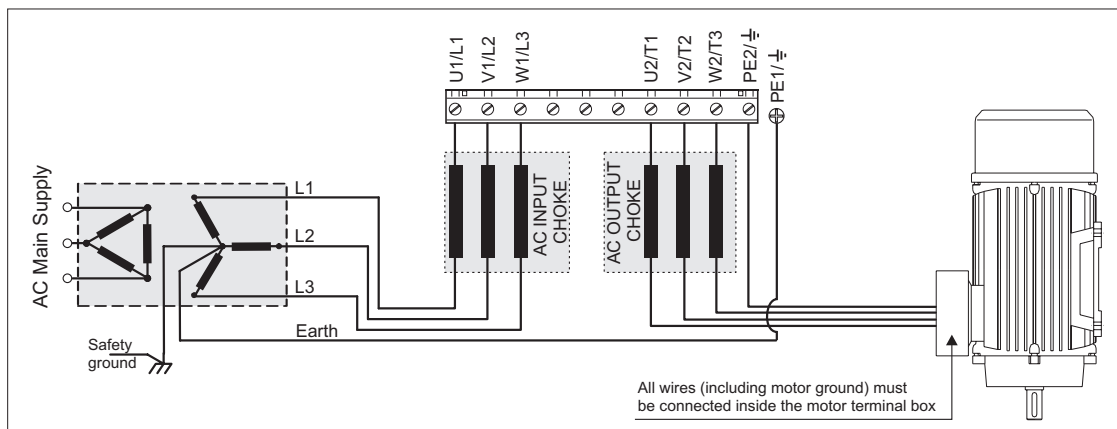 U1/L1
V1/L2
W1/L3
U2/T1
V2/T2
W2/T3
PE2/⏚
PE1/⏚
AC INPUT
CHOKE
AC OUTPUT
CHOKE
AC Main Supply
L1
L2
L3
Earth
Safety
ground
All wires (including motor ground) must
be connected inside the motor terminal box